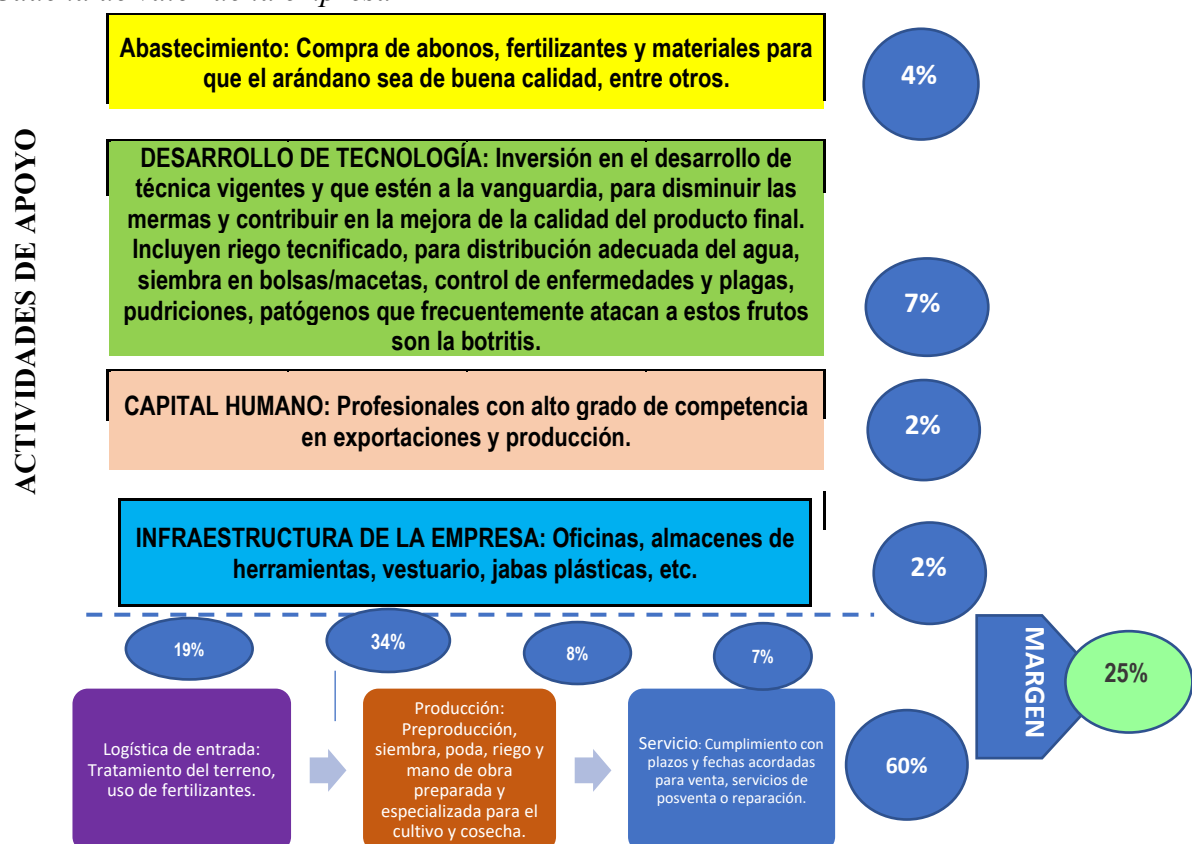 Abastecimiento: Compra de abonos, fertilizantes y materiales para
que el arándano sea de buena calidad, entre otros.
4%
ACTIVIDADES DE APOYO
DESARROLLO DE TECNOLOGÍA: Inversión en el desarrollo de
técnica vigentes y que estén a la vanguardia, para disminuir las
mermas y contribuir en la mejora de la calidad del producto final.
Incluyen riego tecnificado, para distribución adecuada del agua,
siembra en bolsas/macetas, control de enfermedades y plagas,
pudriciones, patógenos que frecuentemente atacan a estos frutos
son la botritis.
7%
CAPITAL HUMANO: Profesionales con alto grado de competencia
en exportaciones y producción.
2%
INFRAESTRUCTURA DE LA EMPRESA: Oficinas, almacenes de
herramientas, vestuario, jabas plásticas, etc.
2%
19%
34%
8%
7%
MARGEN
25%
Logística de entrada:
Tratamiento del terreno,
uso de fertilizantes.
Producción:
Preproducción,
siembra, poda, riego y
mano de obra
preparada y
especializada para el
cultivo y cosecha.
Servicio: Cumplimiento con
plazos y fechas acordadas
para venta, servicios de
posventa o reparación.
60%